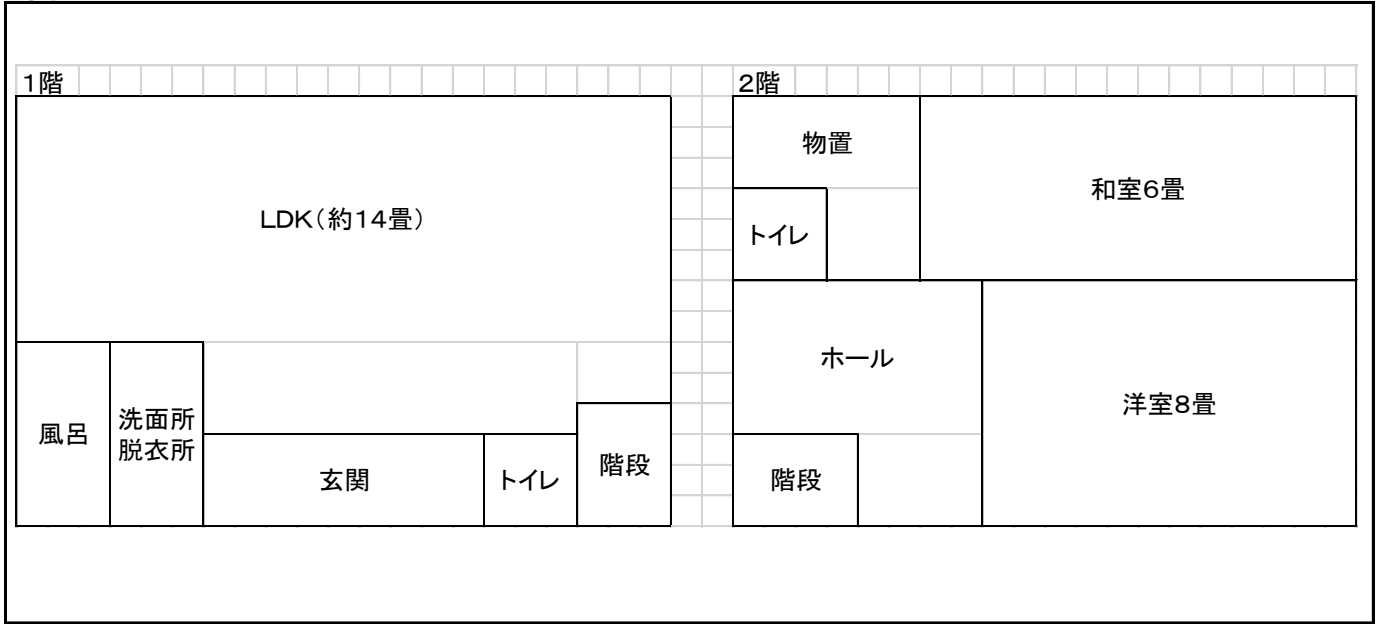 1階
LDK(約14畳)
風呂
洗面所
脱衣所
玄関
トイレ
階段
2階
物置
和室6畳
トイレ
ホール
洋室8畳
階段